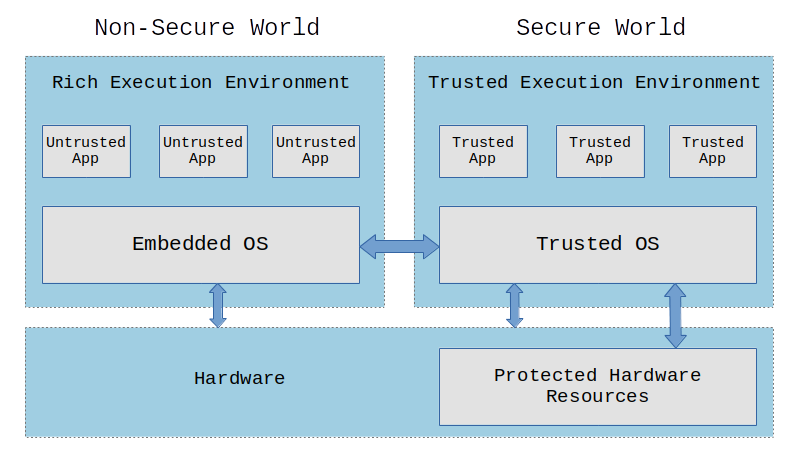 Non-Secure World
Secure World
Rich Execution Environment
Trusted Execution Environment
Untrusted
App
Untrusted
App
Untrusted
App
Trusted
App
Trusted
App
Trusted
App
Embedded OS
Trusted OS
Hardware
Protected Hardware
Resources